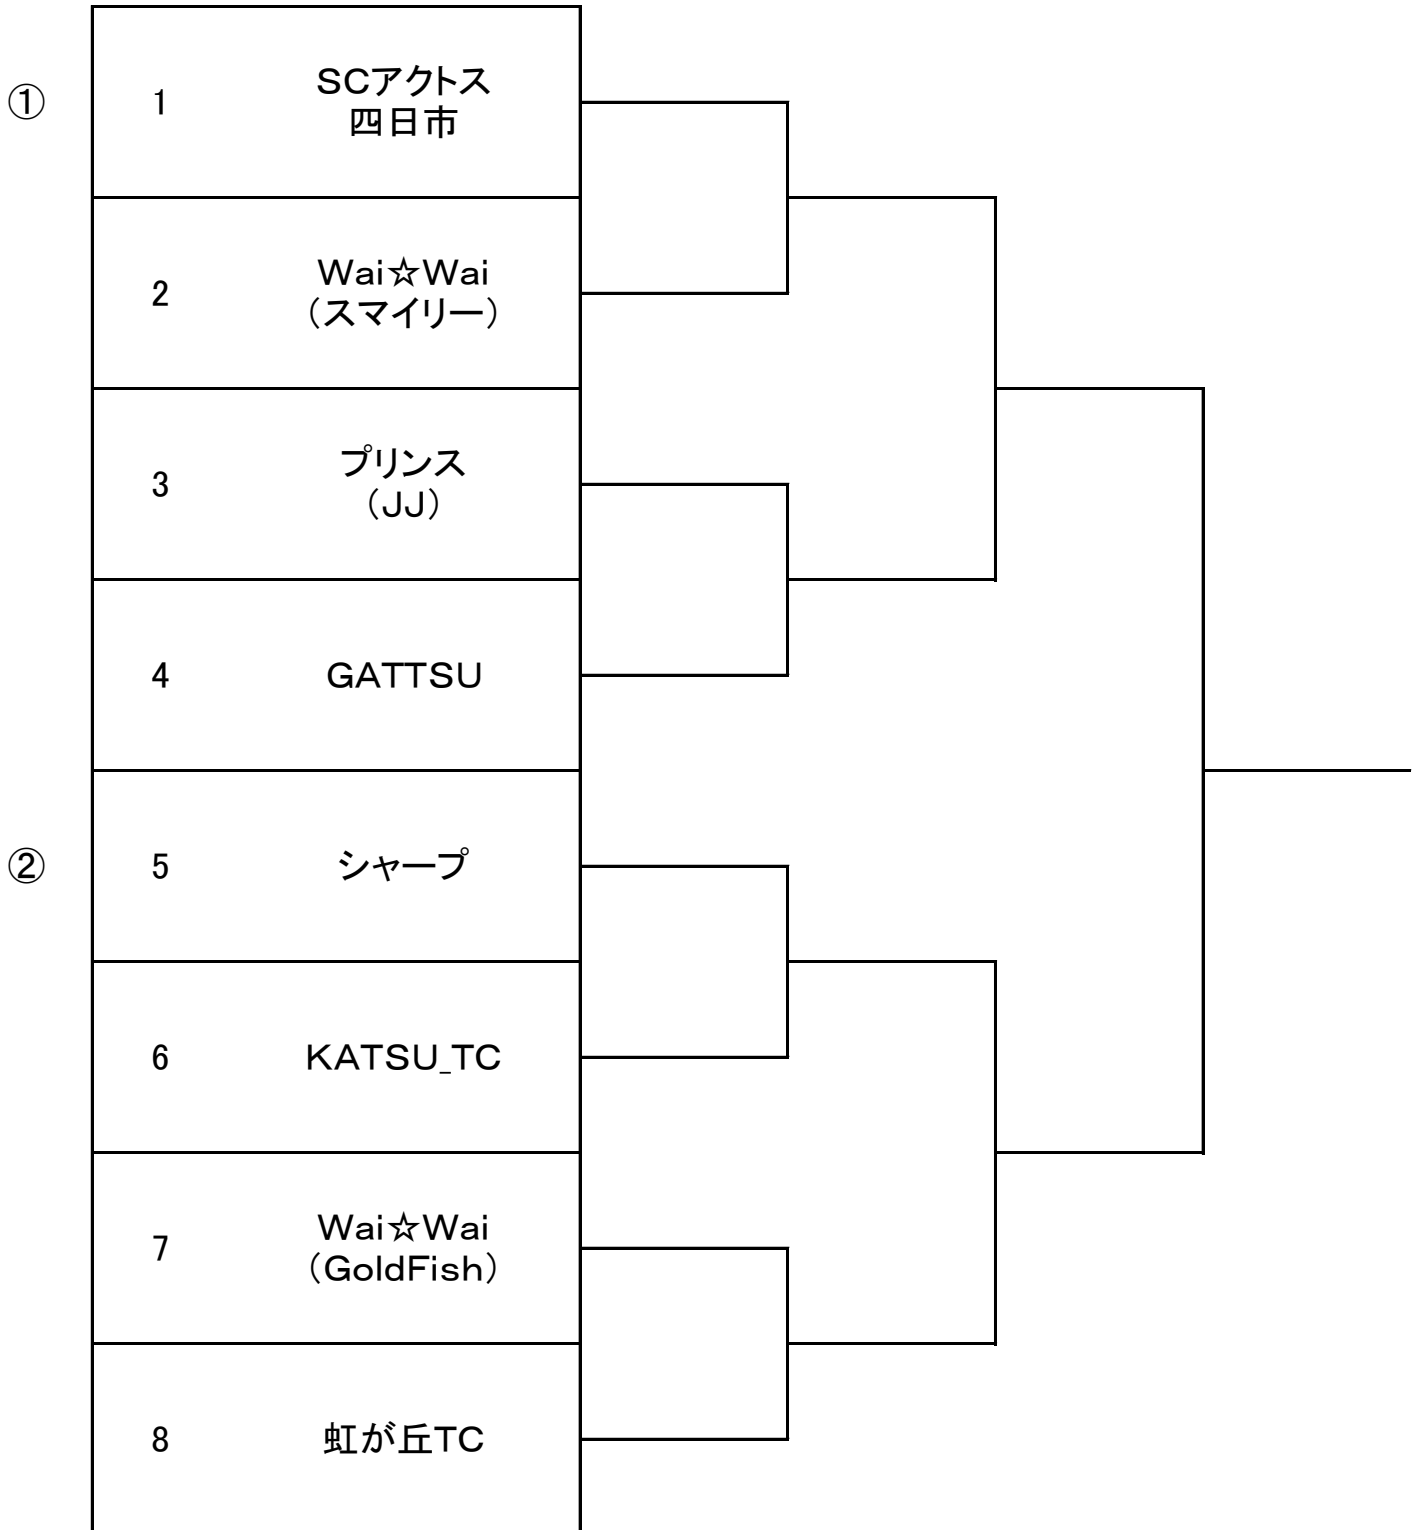 ①
1
SCアクトス
四日市
2
Wai☆Wai
（スマイリー）
3
プリンス
（JJ）
4
GATTSU
②
5
シャープ
6
KATSU_TC
7
Wai☆Wai
（GoldFish）
8
虹が丘TC